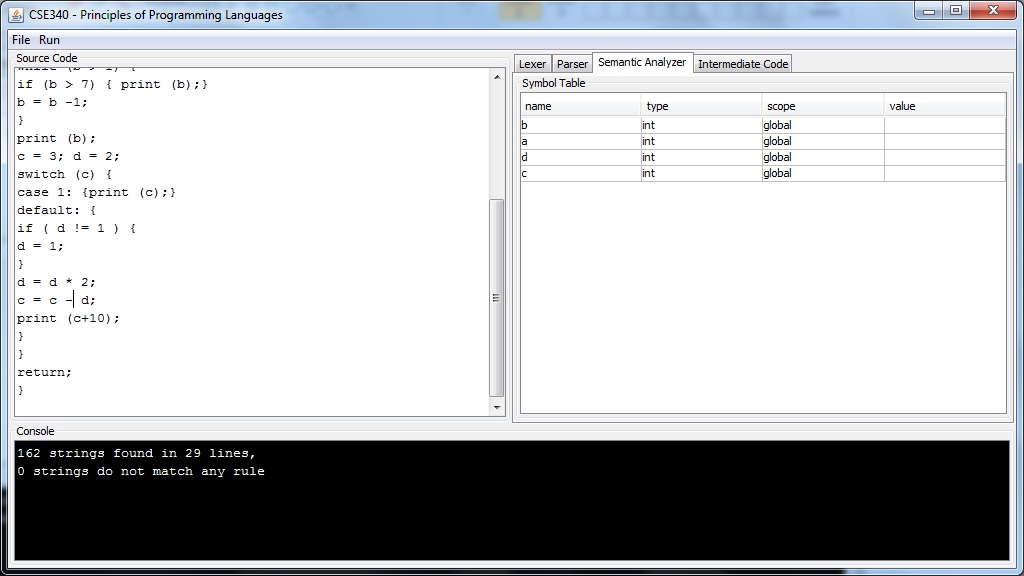 CSE340 - Principles of Programming Languages
File Run
Source Code
if (b > 7) { print (b);}
b = b -1;
}
print (b);
c = 3; d = 2;
switch (c) {
case 1: {print (c);}
default: {
if ( d != 1 ) {
d = 1;
}
d = d * 2;
c = c - d;
print (c+10);
}
}
return;
}
Lexer Parser Semantic Analyzer Intermediate Code
Symbol Table
name type scope value
b int global
a int global
d int global
c int global
Console
162 strings found in 29 lines,
0 strings do not match any rule